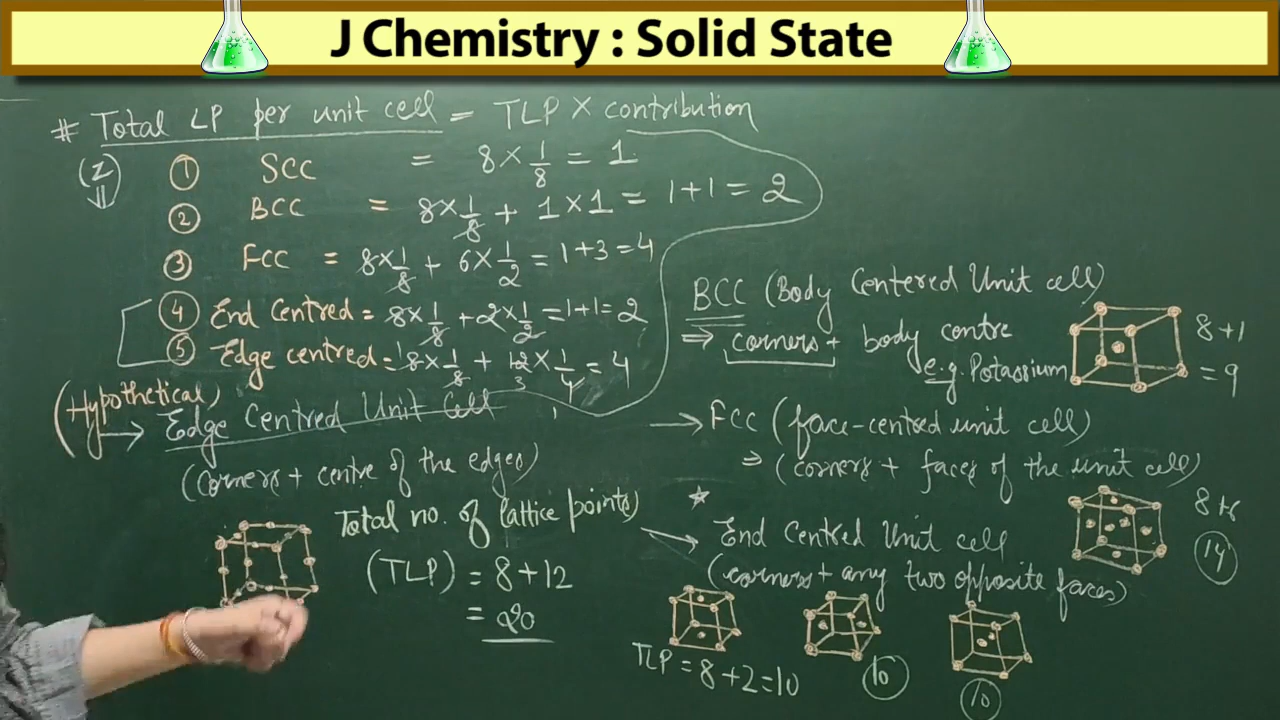 J Chemistry : Solid State
# Total LP per unit cell = TLP × contribution
(Z) ⇓
① SCC = 8 × 1/8 = 1
② BCC = 8 × 1/8 + 1 × 1 = 1 + 1 = 2
③ FCC = 8 × 1/8 + 6 × 1/2 = 1 + 3 = 4
④ End Centred = 8 × 1/8 + 2 × 1/2 = 1 + 1 = 2
⑤ Edge centred = 8 × 1/8 + 12 × 1/4 = 4
(Hypothetical)
→ Edge Centred Unit Cell
(Corners + centre of the edges)
Total no. of lattice points)
(TLP) = 8 + 12
= 20
BCC (Body Centered Unit cell)
⇒ corners + body centre
e.g. Potassium
8 + 1
= 9
→ FCC (face-centred unit cell)
⇒ (corners + faces of the unit cell)
8 + 6
14
☆
→ End Centred Unit cell
(corners + any two opposite faces)
TLP = 8 + 2 = 10
10
10